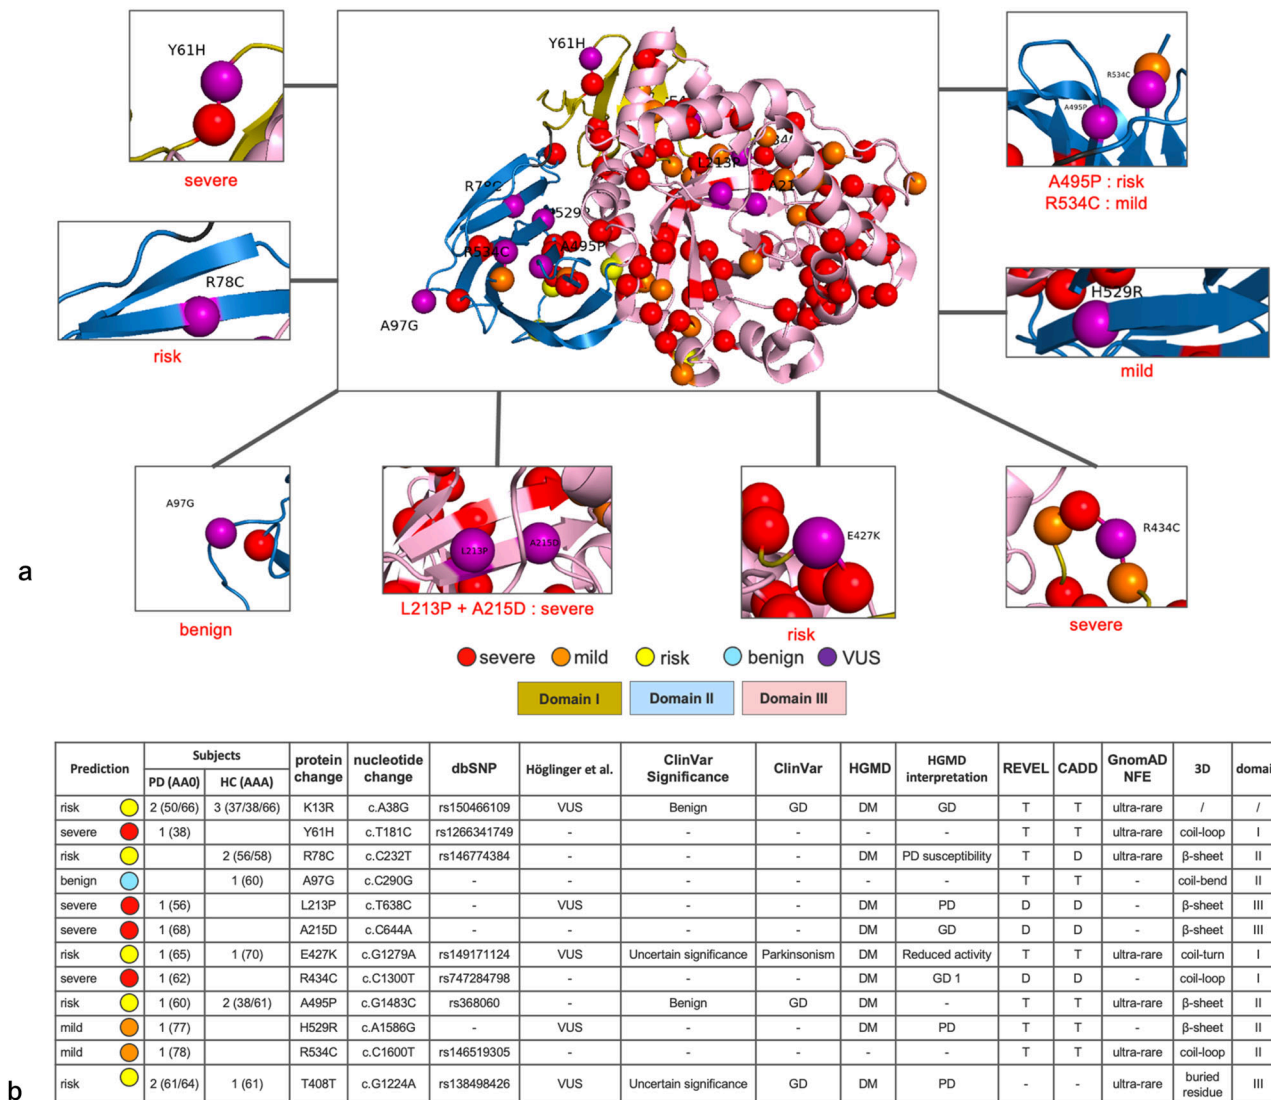 Y61H
severe
R78C
risk
Y61H
L213P
A21
R78C
529R
R534C
A495P
A97G
R534C
A495P
A495P : risk
R534C : mild
H529R
mild
A97G
benign
L213P
A215D
L213P + A215D : severe
E427K
risk
R434C
severe
a
severe mild risk benign VUS
Domain I Domain II Domain III
Prediction Subjects protein change nucleotide change dbSNP Höglinger et al. ClinVar Significance ClinVar HGMD HGMD interpretation REVEL CADD GnomAD NFE 3D domai
PD (AA0) HC (AAA)
risk 2 (50/66) 3 (37/38/66) K13R c.A38G rs150466109 VUS Benign GD DM GD T T ultra-rare / /
severe 1 (38) Y61H c.T181C rs1266341749 - - - - - T T ultra-rare coil-loop I
risk 2 (56/58) R78C c.C232T rs146774384 - - - DM PD susceptibility T D ultra-rare β-sheet II
benign 1 (60) A97G c.C290G - - - - - - T T - coil-bend II
severe 1 (56) L213P c.T638C - VUS - - DM PD D D - β-sheet III
severe 1 (68) A215D c.C644A - - - - DM GD D D - β-sheet III
risk 1 (65) 1 (70) E427K c.G1279A rs149171124 VUS Uncertain significance Parkinsonism DM Reduced activity T T ultra-rare coil-turn I
severe 1 (62) R434C c.C1300T rs747284798 - - - DM GD 1 D D - coil-loop I
risk 1 (60) 2 (38/61) A495P c.G1483C rs368060 Benign GD DM - T T ultra-rare β-sheet II
mild 1 (77) H529R c.A1586G - VUS - - DM PD T T - β-sheet II
mild 1 (78) R534C c.C1600T rs146519305 - - - - - T T ultra-rare coil-loop II
risk 2 (61/64) 1 (61) T408T c.G1224A rs138498426 VUS Uncertain significance GD DM PD - - ultra-rare buried residue III
b